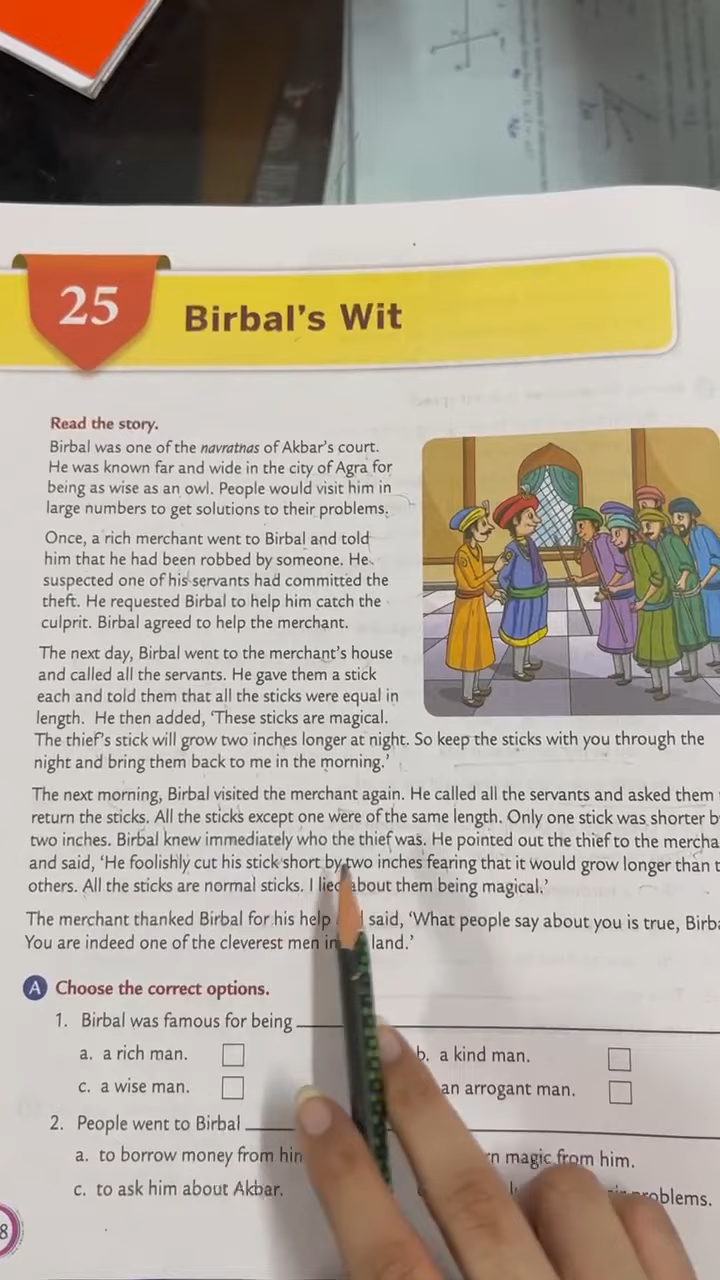 25
Birbal's Wit
Read the story.
Birbal was one of the navratnas of Akbar's court.
He was known far and wide in the city of Agra for
being as wise as an owl. People would visit him in
large numbers to get solutions to their problems.
Once, a rich merchant went to Birbal and told
him that he had been robbed by someone. He
suspected one of his servants had committed the
theft. He requested Birbal to help him catch the
culprit. Birbal agreed to help the merchant.
The next day, Birbal went to the merchant's house
and called all the servants. He gave them a stick
each and told them that all the sticks were equal in
length. He then added, 'These sticks are magical.
The thief's stick will grow two inches longer at night. So keep the sticks with you through the
night and bring them back to me in the morning.'
The next morning, Birbal visited the merchant again. He called all the servants and asked them
return the sticks. All the sticks except one were of the same length. Only one stick was shorter b
two inches. Birbal knew immediately who the thief was. He pointed out the thief to the mercha
and said, 'He foolishly cut his stick short by two inches fearing that it would grow longer than t
others. All the sticks are normal sticks. I lied about them being magical.'
The merchant thanked Birbal for his help said, 'What people say about you is true, Birba
You are indeed one of the cleverest men in land.'
A Choose the correct options.
1. Birbal was famous for being
a. a rich man. b. a kind man.
c. a wise man. an arrogant man.
2. People went to Birbal
a. to borrow money from him rn magic from him.
c. to ask him about Akbar. problems.
8